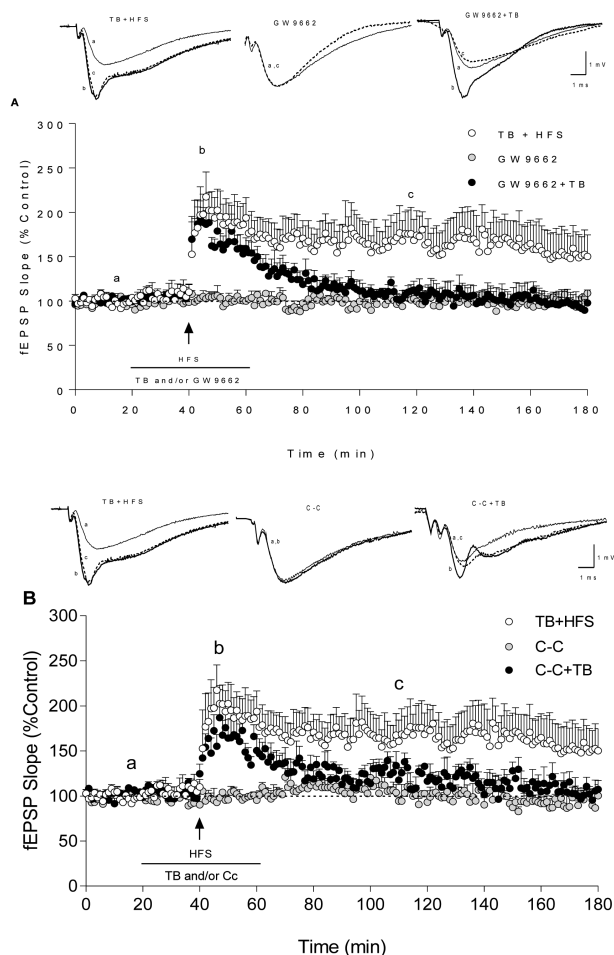 TB+HFS
GW9662
GW9662+TB
a
c
b
a,c
c
a
b
1 mV
1 ms
A
fEPSP Slope (% Control)
300
250
200
150
100
50
0
TB + HFS
GW9662
GW9662+TB
a
b
c
HFS
TB and/or GW9662
0 20 40 60 80 100 120 140 160 180
Time (min)
TB+HFS
C-C
C-C+TB
a
c
b
a,b
a,c
b
1 mV
1 ms
B
fEPSP Slope (%Control)
300
250
200
150
100
50
0
TB+HFS
C-C
C-C+TB
a
b
c
HFS
TB and/or Cc
0 20 40 60 80 100 120 140 160 180
Time (min)